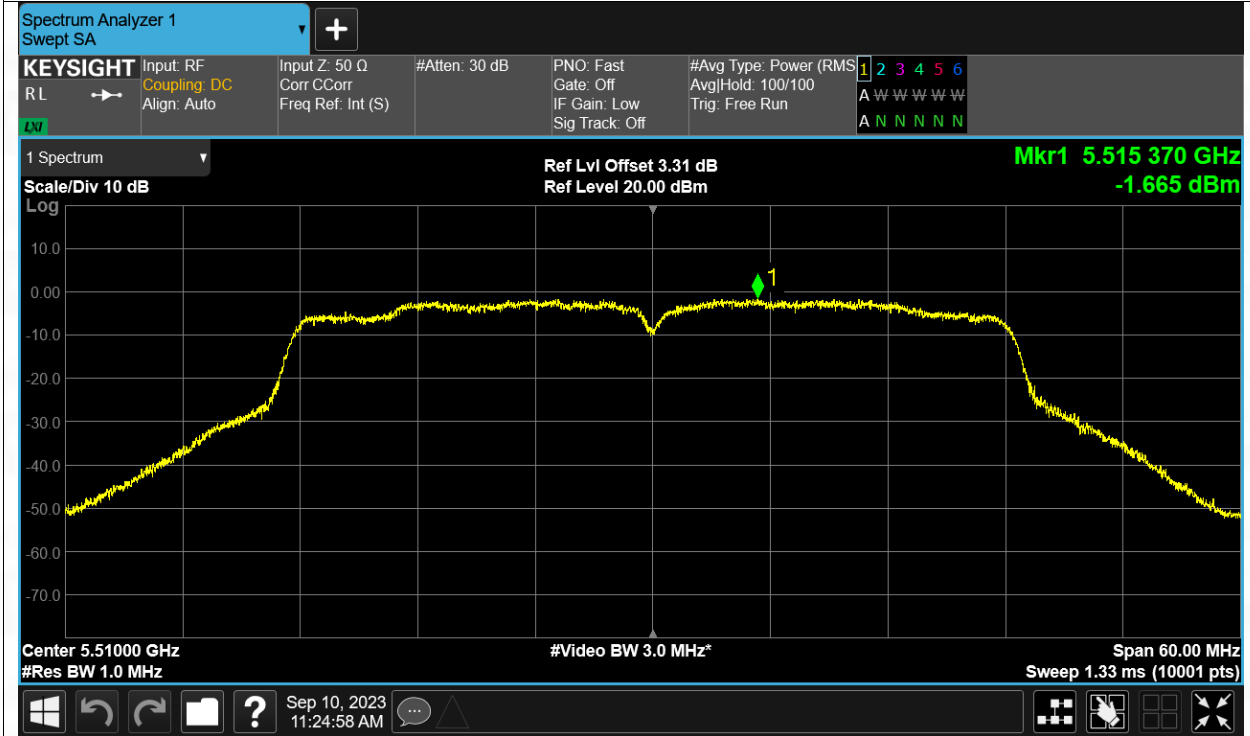 Spectrum Analyzer 1
Swept SA
▼
+
KEYSIGHT
R L
LXI
Input: RF
Coupling: DC
Align: Auto
Input Z: 50 Ω
Corr CCorr
Freq Ref: Int (S)
#Atten: 30 dB
PNO: Fast
Gate: Off
IF Gain: Low
Sig Track: Off
#Avg Type: Power (RMS
Avg|Hold: 100/100
Trig: Free Run
1 2 3 4 5 6
A W W W W W
A N N N N N
1 Spectrum ▼
Scale/Div 10 dB
Ref Lvl Offset 3.31 dB
Ref Level 20.00 dBm
Mkr1 5.515 370 GHz
-1.665 dBm
Log
10.0
0.00
-10.0
-20.0
-30.0
-40.0
-50.0
-60.0
-70.0
1
Center 5.51000 GHz
#Video BW 3.0 MHz*
Span 60.00 MHz
#Res BW 1.0 MHz
Sweep 1.33 ms (10001 pts)
?
Sep 10, 2023
11:24:58 AM